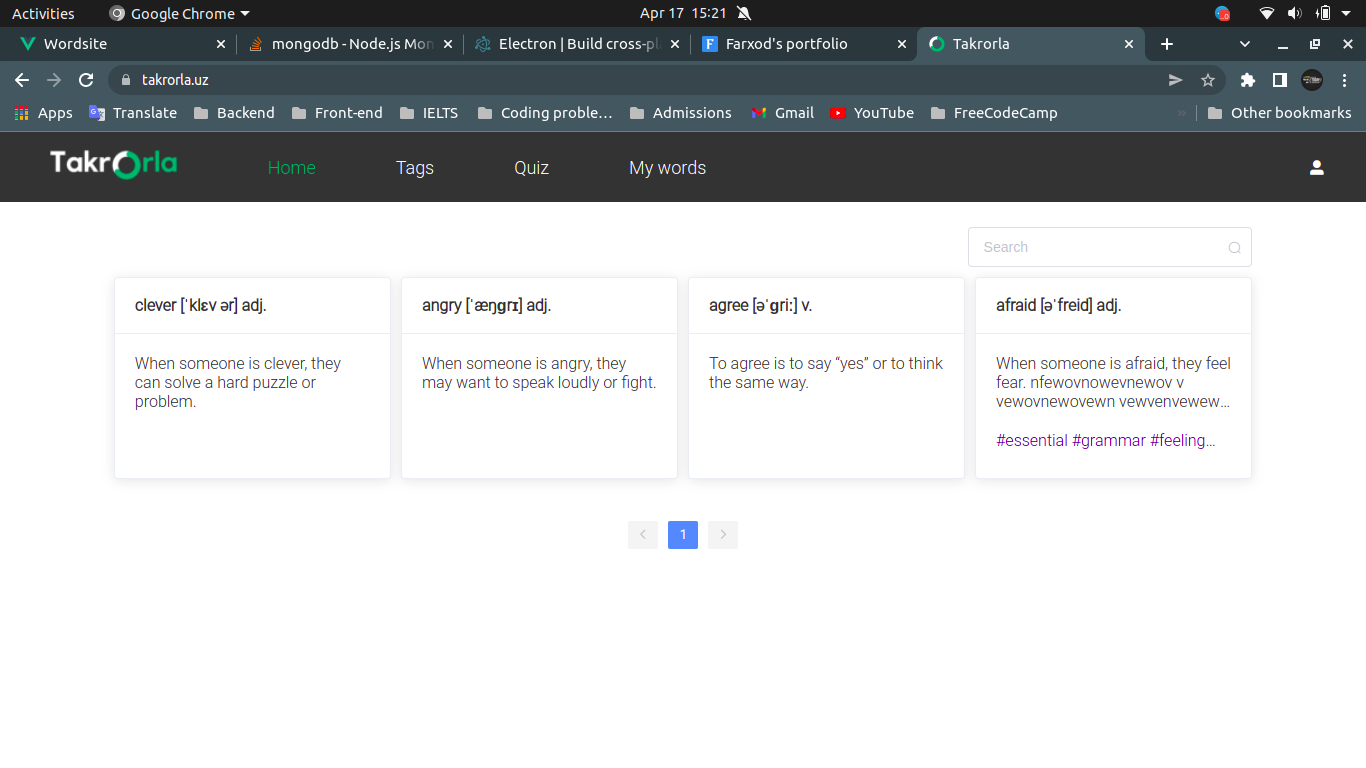 Activities
Google Chrome
Apr 17 15:21
Wordsite
mongodb - Node.js Mon
Electron | Build cross-pl
Farxod's portfolio
Takrorla
takrorla.uz
Apps
Translate
Backend
Front-end
IELTS
Coding proble…
Admissions
Gmail
YouTube
FreeCodeCamp
»
Other bookmarks
TakrOrla
Home
Tags
Quiz
My words
Search
clever [ˈklɛv ər] adj.
When someone is clever, they
can solve a hard puzzle or
problem.
angry [ˈæŋgrɪ] adj.
When someone is angry, they
may want to speak loudly or fight.
agree [əˈgriː] v.
To agree is to say “yes” or to think
the same way.
afraid [əˈfreid] adj.
When someone is afraid, they feel
fear. nfewovnowevnewov v
vewovnewovewn vewvenvewew…
#essential #grammar #feeling…
1